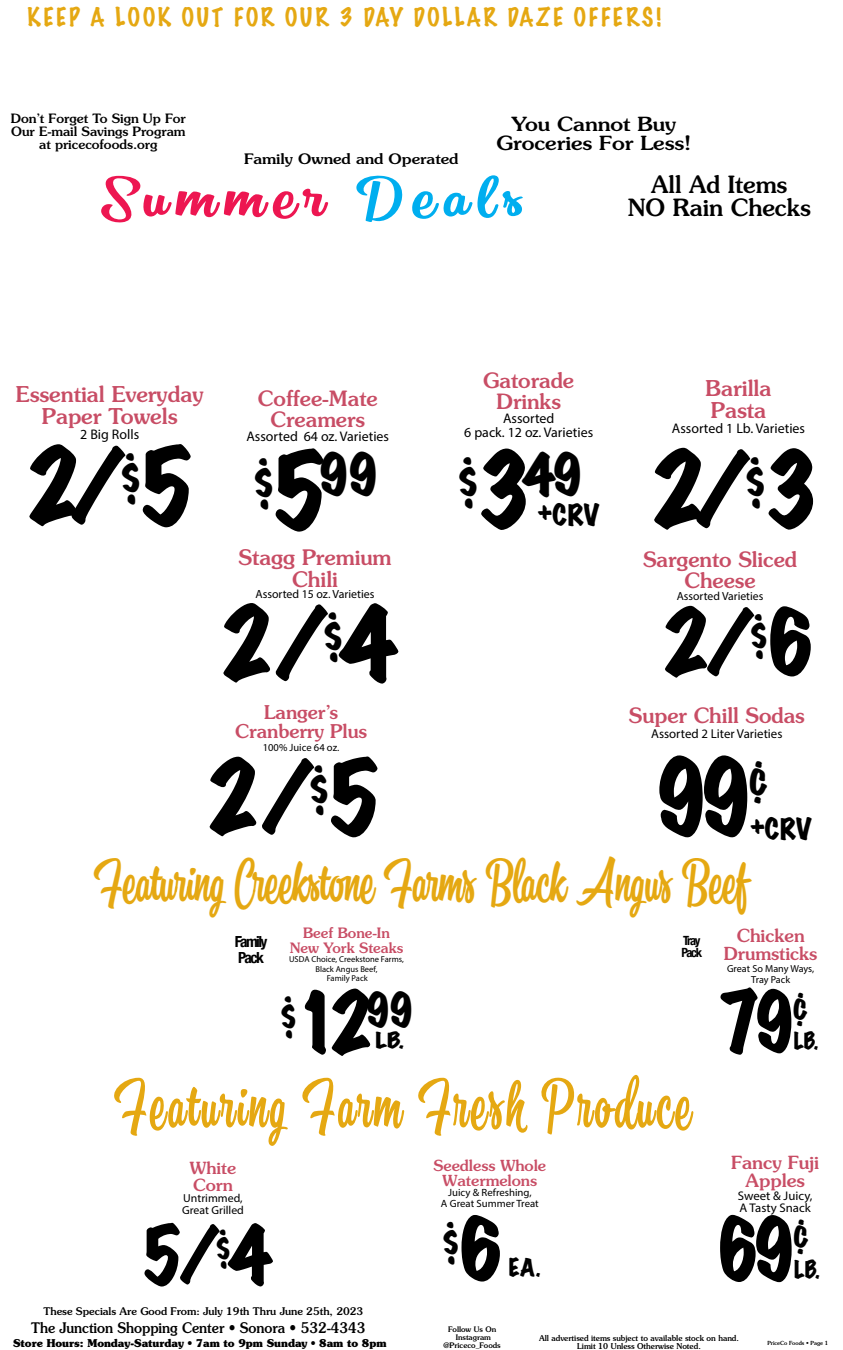 KEEP A LOOK OUT FOR OUR 3 DAY DOLLAR DAZE OFFERS!
Don't Forget To Sign Up For
Our E-mail Savings Program
at pricecofoods.org
You Cannot Buy
Groceries For Less!
Family Owned and Operated
Summer Deals
All Ad Items
NO Rain Checks
Essential Everyday
Paper Towels
2 Big Rolls
2/$5
Coffee-Mate
Creamers
Assorted 64 oz. Varieties
$5.99
Gatorade
Drinks
Assorted
6 pack. 12 oz. Varieties
$3.49
+CRV
Barilla
Pasta
Assorted 1 Lb. Varieties
2/$3
Stagg Premium
Chili
Assorted 15 oz. Varieties
2/$4
Sargento Sliced
Cheese
Assorted Varieties
2/$6
Langer's
Cranberry Plus
100% Juice 64 oz.
2/$5
Super Chill Sodas
Assorted 2 Liter Varieties
99¢
+CRV
Featuring Creekstone Farms Black Angus Beef
Family
Pack
Beef Bone-In
New York Steaks
USDA Choice, Creekstone Farms,
Black Angus Beef,
Family Pack
$12.99
LB.
Tray
Pack
Chicken
Drumsticks
Great So Many Ways,
Tray Pack
79¢
LB.
Featuring Farm Fresh Produce
White
Corn
Untrimmed,
Great Grilled
5/$4
Seedless Whole
Watermelons
Juicy & Refreshing,
A Great Summer Treat
$6 EA.
Fancy Fuji
Apples
Sweet & Juicy,
A Tasty Snack
69¢
LB.
These Specials Are Good From: July 19th Thru June 25th, 2023
The Junction Shopping Center • Sonora • 532-4343
Store Hours: Monday-Saturday • 7am to 9pm Sunday • 8am to 8pm
Follow Us On
Instagram
@Priceco_Foods
All advertised items subject to available stock on hand.
Limit 10 Unless Otherwise Noted.
PriceCo Foods • Page 1